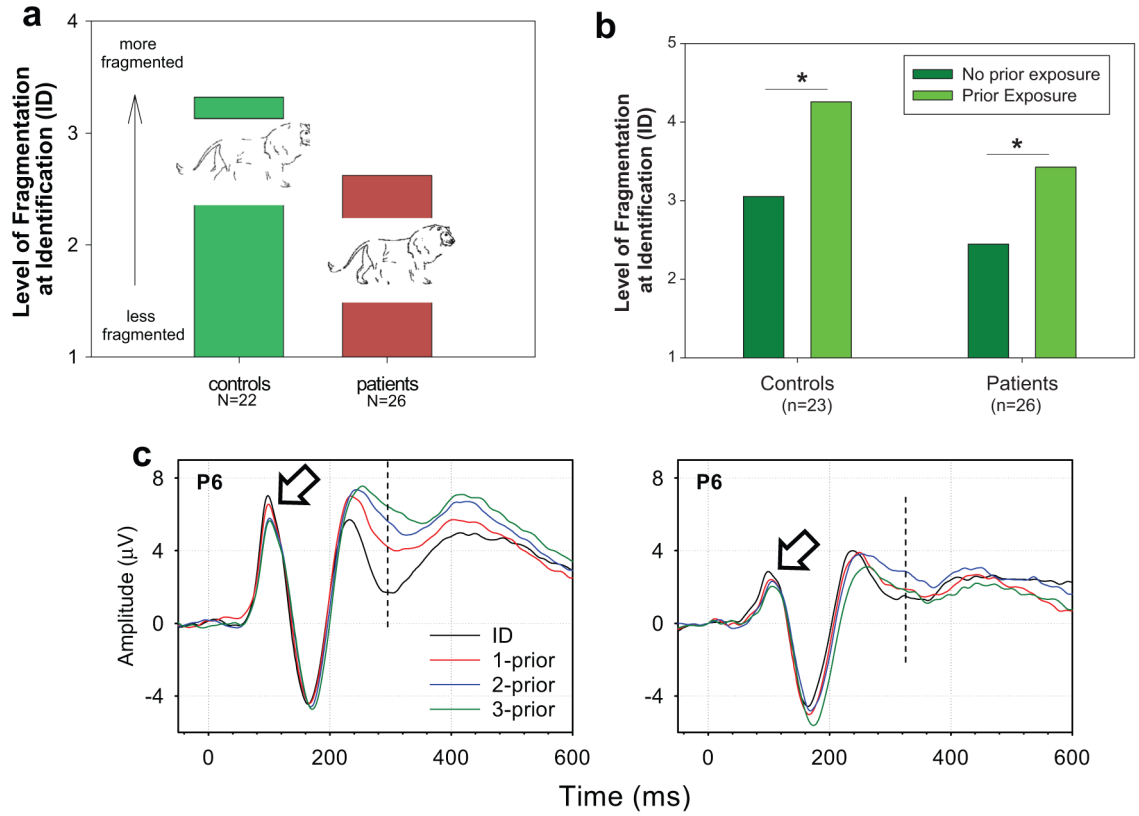 a
Level of Fragmentation
at Identification (ID)
4
3
2
1
more
fragmented
less
fragmented
controls
N=22
patients
N=26
b
Level of Fragmentation
at Identification (ID)
5
4
3
2
1
No prior exposure
Prior Exposure
*
*
Controls
(n=23)
Patients
(n=26)
c
Amplitude (μV)
8
4
0
-4
P6
ID
1-prior
2-prior
3-prior
0
200
400
600
8
4
0
-4
P6
0
200
400
600
Time (ms)